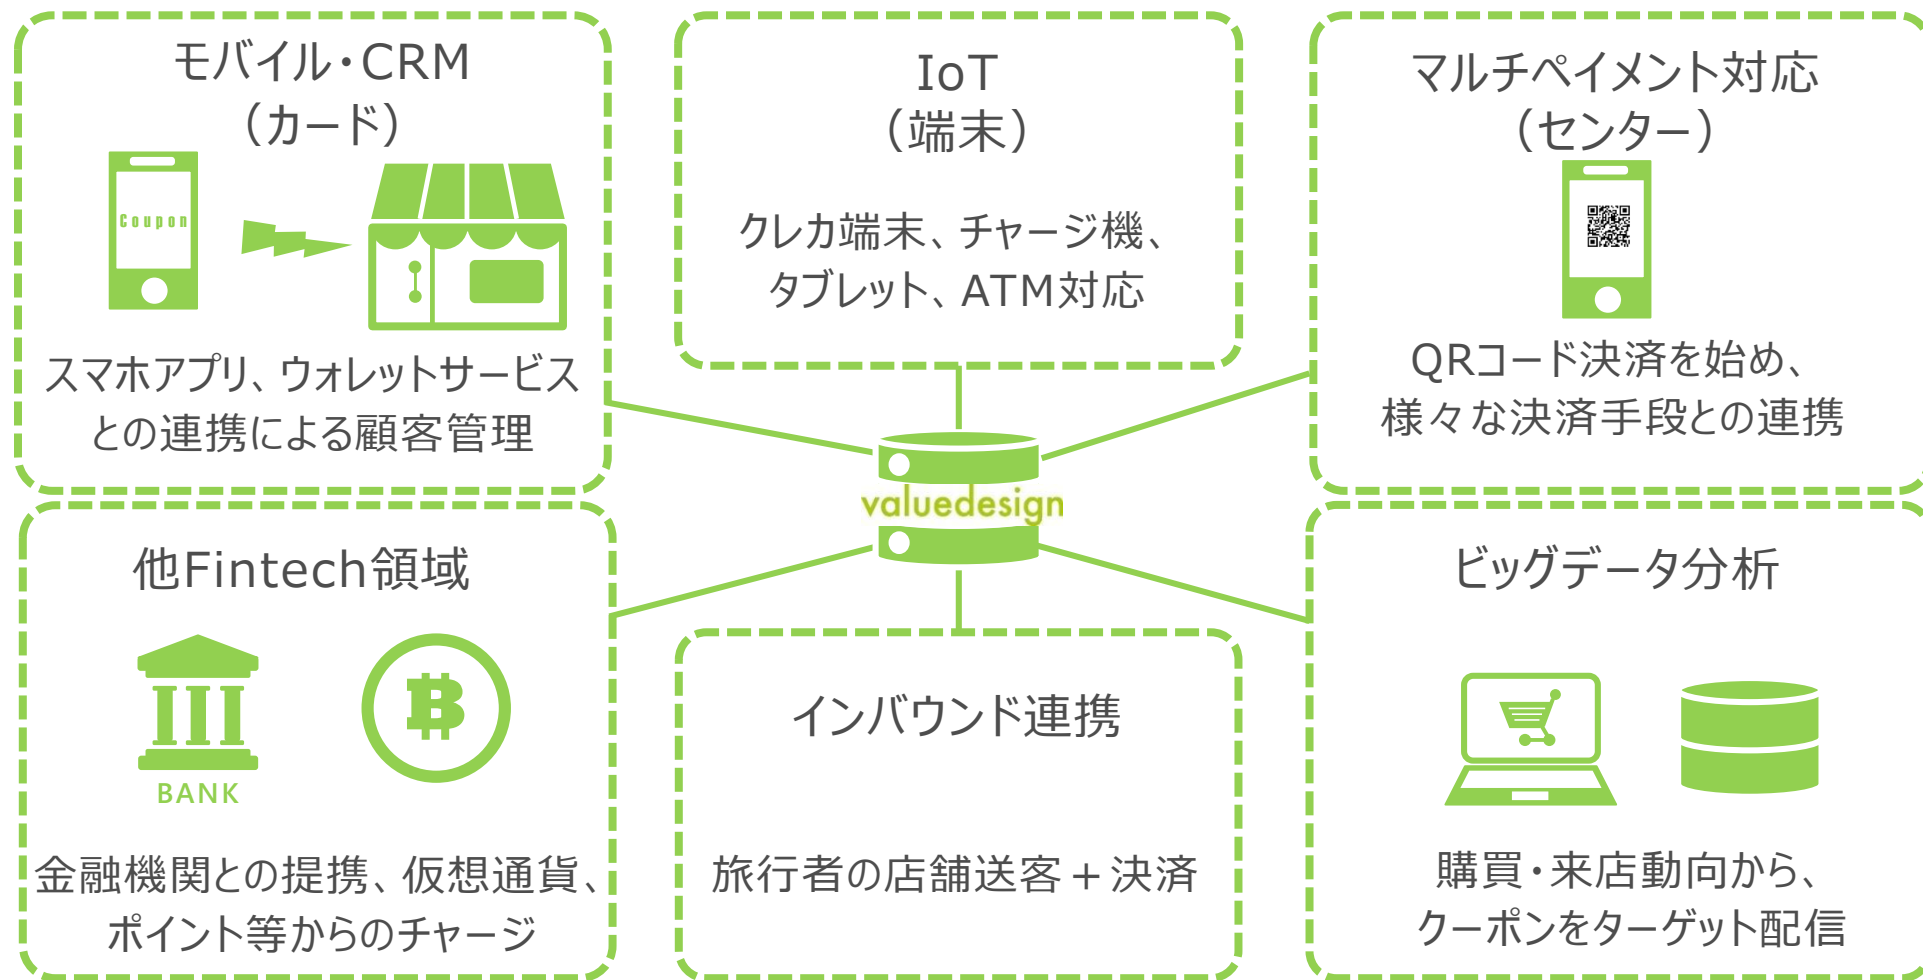 モバイル・CRM
（カード）
Coupon
スマホアプリ、ウォレットサービス
との連携による顧客管理
IoT
（端末）
クレカ端末、チャージ機、
タブレット、ATM対応
マルチペイメント対応
（センター）
QRコード決済を始め、
様々な決済手段との連携
valuedesign
他Fintech領域
BANK
金融機関との提携、仮想通貨、
ポイント等からのチャージ
インバウンド連携
旅行者の店舗送客＋決済
ビッグデータ分析
購買・来店動向から、
クーポンをターゲット配信